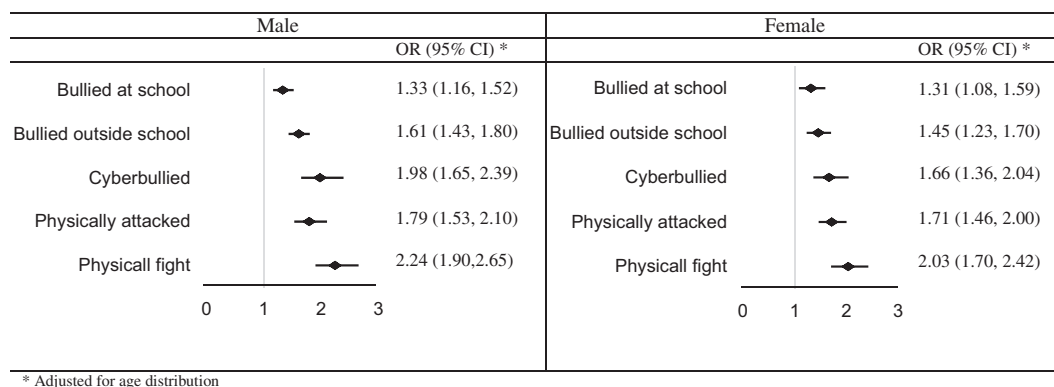 Male Female
OR (95% CI) * OR (95% CI) *
Bullied at school 1.33 (1.16, 1.52)
Bullied outside school 1.61 (1.43, 1.80)
Cyberbullied 1.98 (1.65, 2.39)
Physically attacked 1.79 (1.53, 2.10)
Physicall fight 2.24 (1.90,2.65)
0 1 2 3
Bullied at school 1.31 (1.08, 1.59)
Bullied outside school 1.45 (1.23, 1.70)
Cyberbullied 1.66 (1.36, 2.04)
Physically attacked 1.71 (1.46, 2.00)
Physicall fight 2.03 (1.70, 2.42)
0 1 2 3
* Adjusted for age distribution